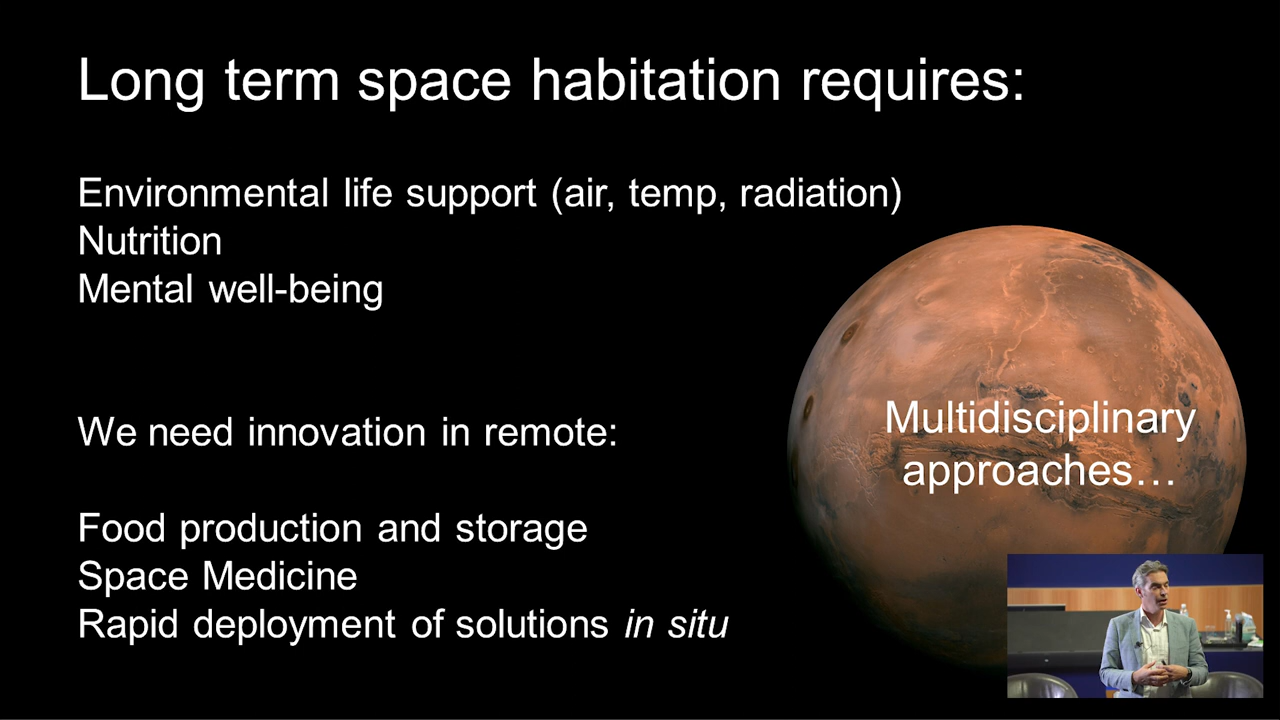 Long term space habitation requires:
Environmental life support (air, temp, radiation)
Nutrition
Mental well-being
We need innovation in remote:
Food production and storage
Space Medicine
Rapid deployment of solutions in situ
Multidisciplinary
approaches…